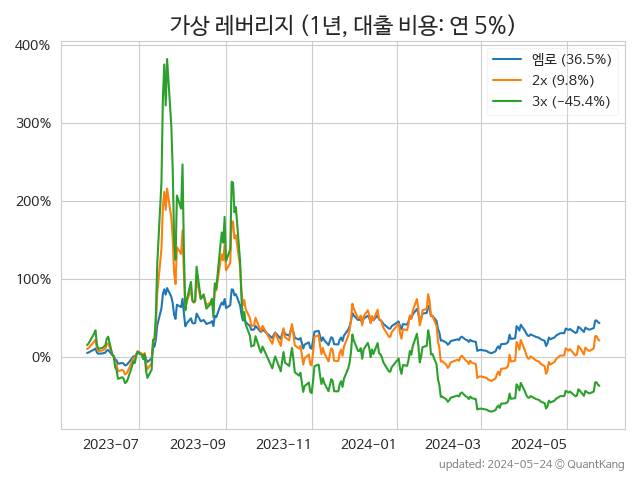 가상 레버리지 (1년, 대출 비용: 연 5%)
400%
300%
200%
100%
0%
엠로 (36.5%)
2x (9.8%)
3x (−45.4%)
2023-07
2023-09
2023-11
2024-01
2024-03
2024-05
updated: 2024-05-24 © QuantKang